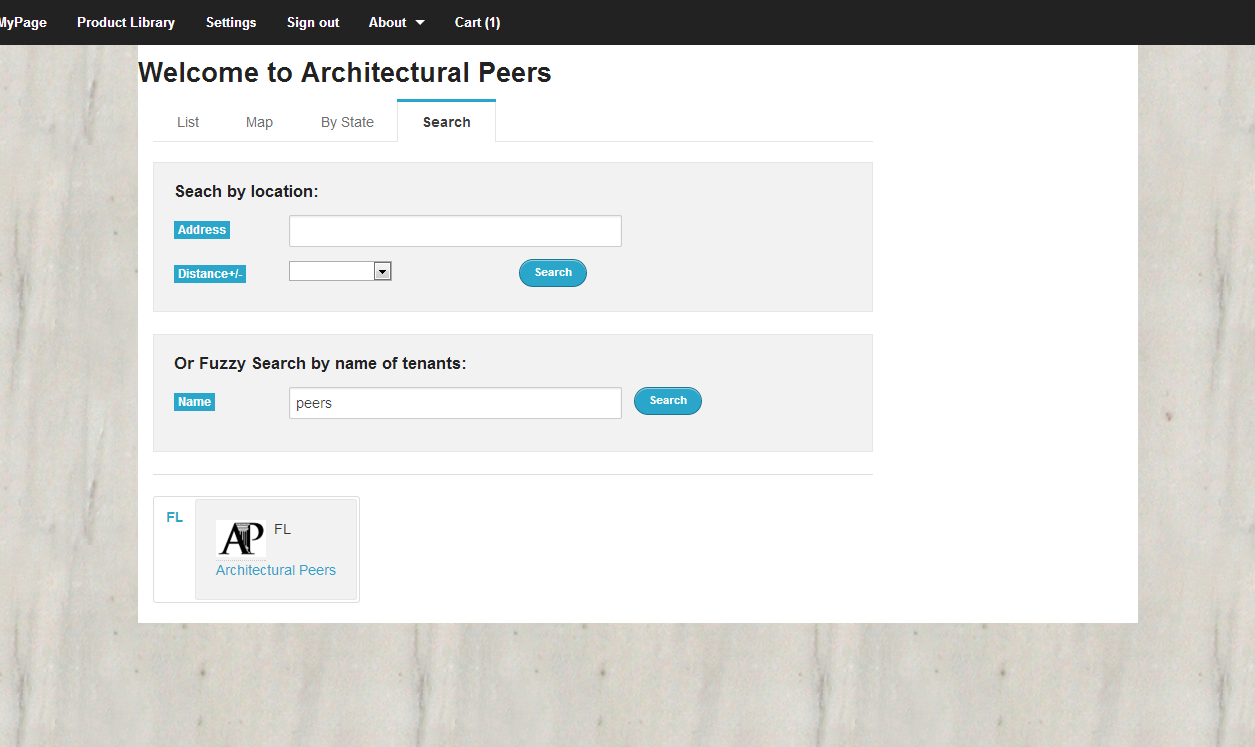 MyPage Product Library Settings Sign out About Cart (1)
Welcome to Architectural Peers
List Map By State Search
Seach by location:
Address
Distance+/- Search
Or Fuzzy Search by name of tenants:
Name peers Search
FL AP FL
Architectural Peers